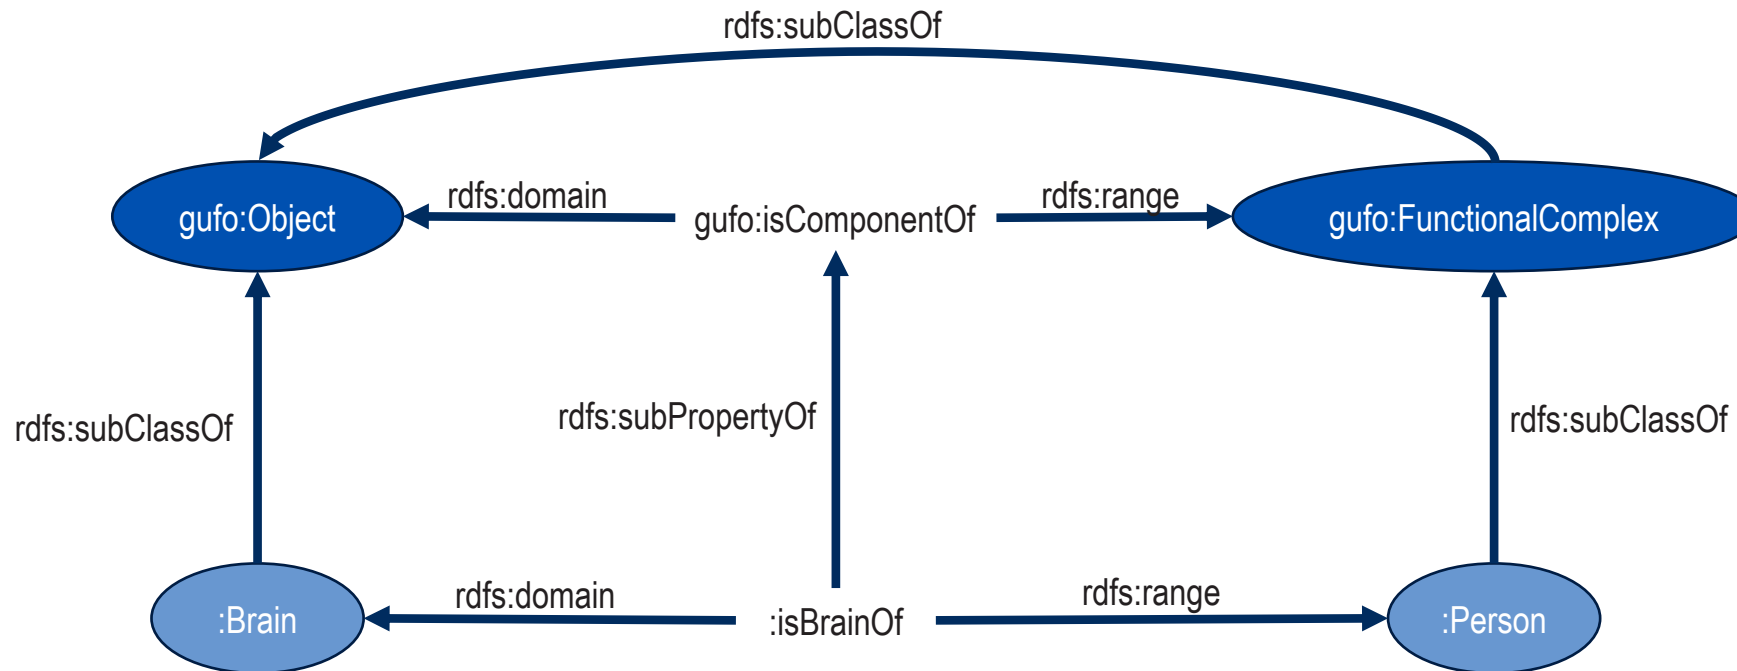 rdfs:subClassOf
rdfs:domain
rdfs:range
gufo:Object
gufo:isComponentOf
gufo:FunctionalComplex
rdfs:subClassOf
rdfs:subPropertyOf
rdfs:subClassOf
rdfs:domain
rdfs:range
:Brain
:isBrainOf
:Person